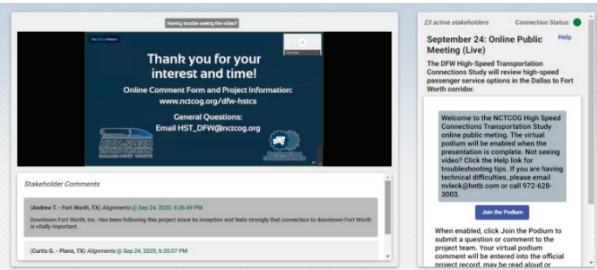 Having trouble seeing the video?
Thank you for your
interest and time!
Online Comment Form and Project Information:
www.nctcog.org/dfw-hstcs
General Questions:
Email HST_DFW@nctcog.org
HIGH-SPEED
TRANSPORTATION
DALLAS-FORT WORTH
Stakeholder Comments
(Andrew T. - Fort Worth, TX) Alignments @ Sep 24, 2020, 6:36:49 PM
Downtown Fort Worth, Inc. Has been following this project since its inception and feels strongly that connection to downtown Fort Worth
is vitally important.
(Curtis G. - Plano, TX) Alignments @ Sep 24, 2020, 6:35:07 PM
23 active stakeholders Connection Status:
September 24: Online Public
Meeting (Live)
Help
The DFW High-Speed Transportation
Connections Study will review high-speed
passenger service options in the Dallas to Fort
Worth corridor.
Welcome to the NCTCOG High Speed
Connections Transportation Study
online public meting. The virtual
podium will be enabled when the
presentation is complete. Not seeing
video? Click the Help link for
troubleshooting tips. If you are having
technical difficulties, please email
nvleck@hntb.com or call 972-628-
3003.
Join the Podium
When enabled, click Join the Podium to
submit a question or comment to the
project team. Your virtual podium
comment will be entered into the official
project record, may be read aloud or